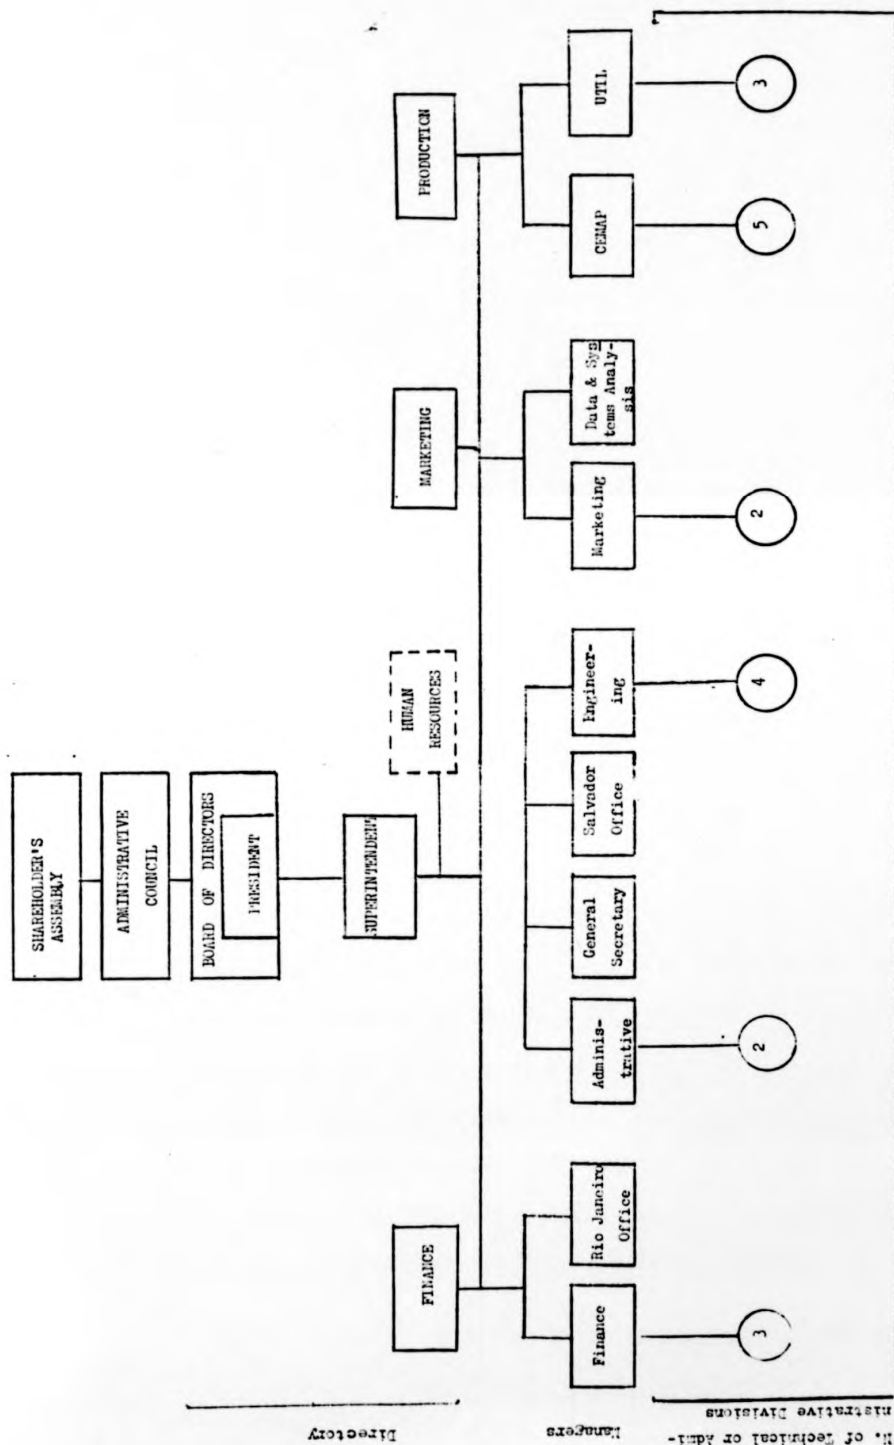 SHAREHOLDER'S
ASSEMBLY
ADMINISTRATIVE
COUNCIL
BOARD OF DIRECTORS
PRESIDENT
SUPERINTENDENT
HUMAN
RESOURCES
FINANCE
MARKETING
PRODUCTION
Finance
Rio Janeiro
Office
Adminis-
trative
General
Secretary
Salvador
Office
Engineer-
ing
Marketing
Data & Sys
tems Analy-
sis
CEMAP
UTIL
3
2
4
2
5
3
Directory
Managers
N. of Technical or Admi-
nistrative Divisions